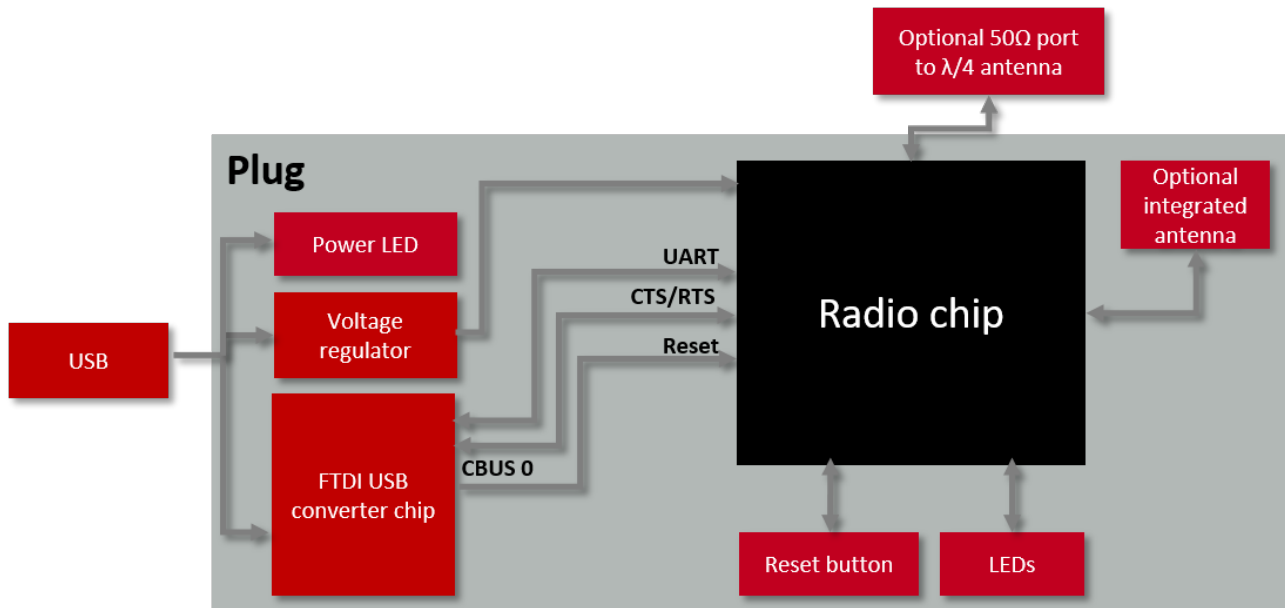 Optional 50Ω port
to λ/4 antenna
Plug
Optional
integrated
antenna
Power LED
UART
CTS/RTS
Voltage
regulator
Radio chip
USB
Reset
FTDI USB
converter chip
CBUS 0
Reset button
LEDs